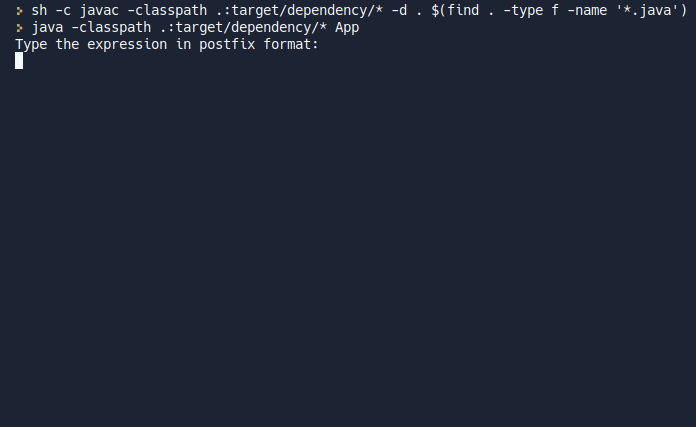 > sh -c javac -classpath .:target/dependency/* -d . $(find . -type f -name '*.java')
> java -classpath .:target/dependency/* App
Type the expression in postfix format: